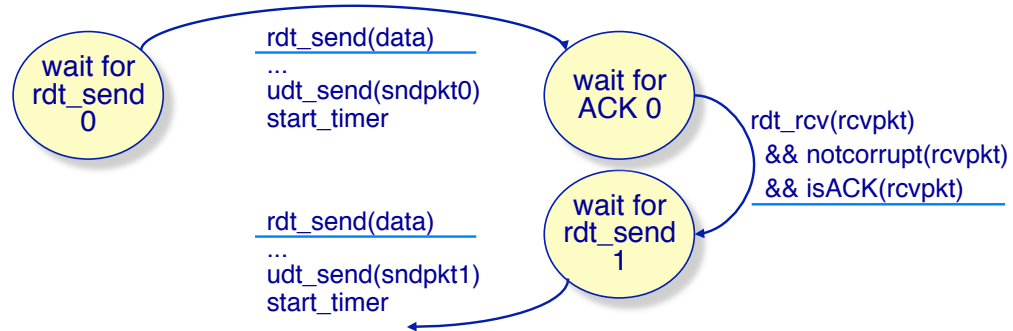 wait for
rdt_send
0
rdt_send(data)
...
udt_send(sndpkt0)
start_timer
wait for
ACK 0
rdt_rcv(rcvpkt)
&& notcorrupt(rcvpkt)
&& isACK(rcvpkt)
wait for
rdt_send
1
rdt_send(data)
...
udt_send(sndpkt1)
start_timer